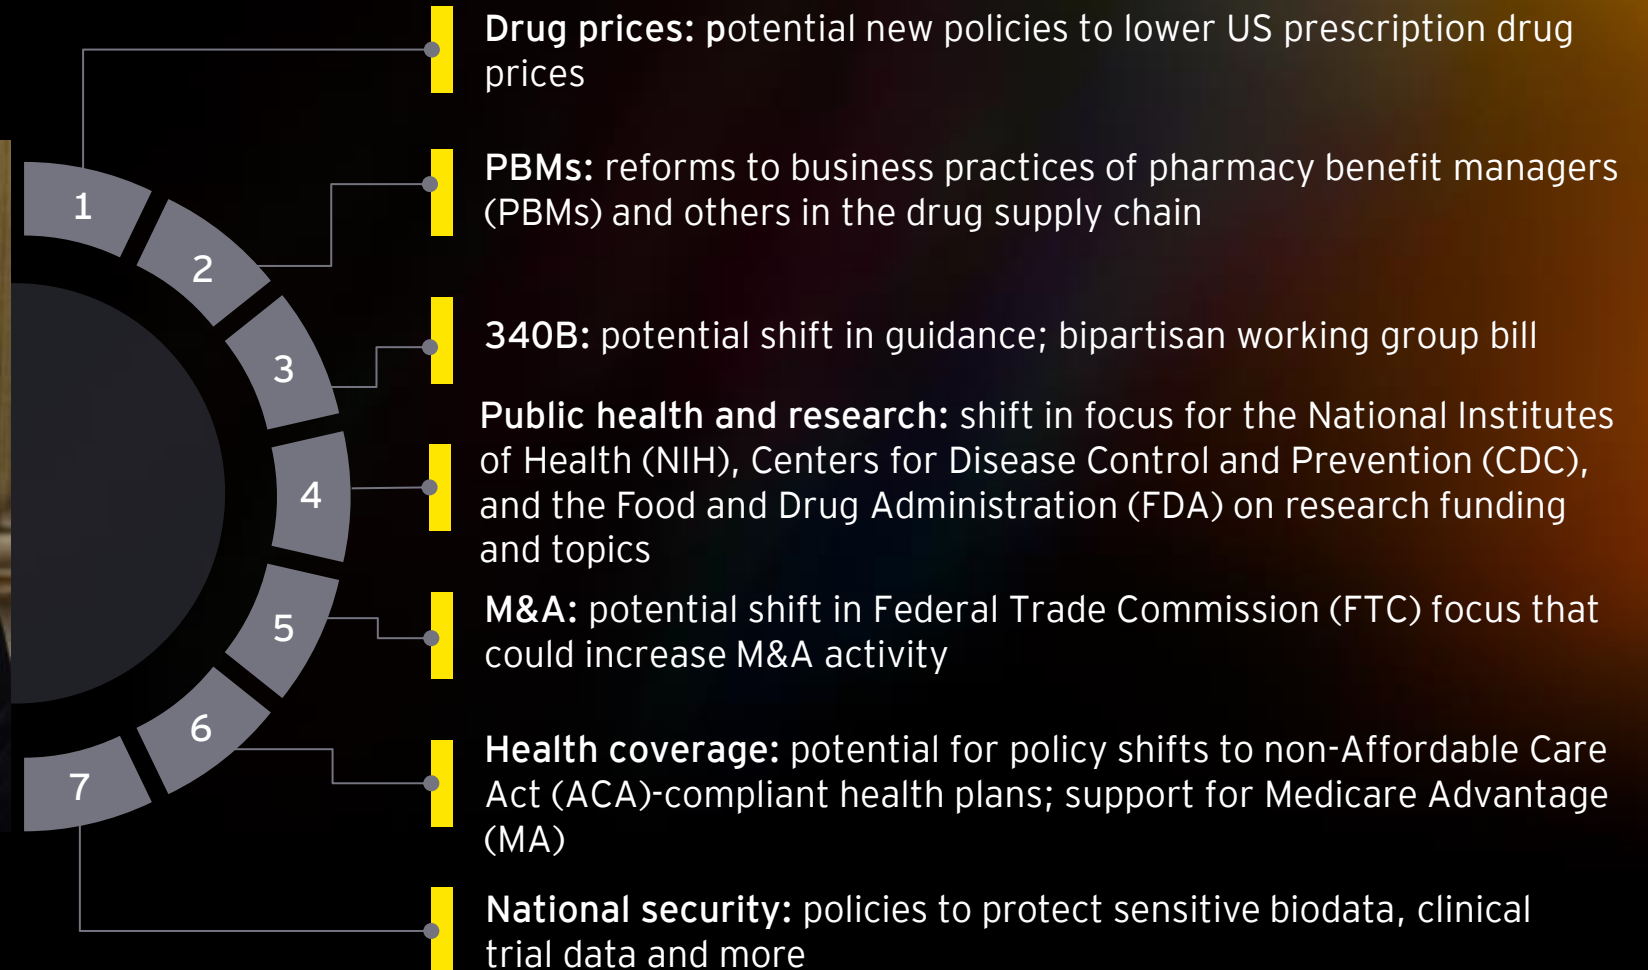 1
Drug prices: potential new policies to lower US prescription drug
prices
2
PBMs: reforms to business practices of pharmacy benefit managers
(PBMs) and others in the drug supply chain
3
340B: potential shift in guidance; bipartisan working group bill
4
Public health and research: shift in focus for the National Institutes
of Health (NIH), Centers for Disease Control and Prevention (CDC),
and the Food and Drug Administration (FDA) on research funding
and topics
5
M&A: potential shift in Federal Trade Commission (FTC) focus that
could increase M&A activity
6
Health coverage: potential for policy shifts to non-Affordable Care
Act (ACA)-compliant health plans; support for Medicare Advantage
(MA)
7
National security: policies to protect sensitive biodata, clinical
trial data and more